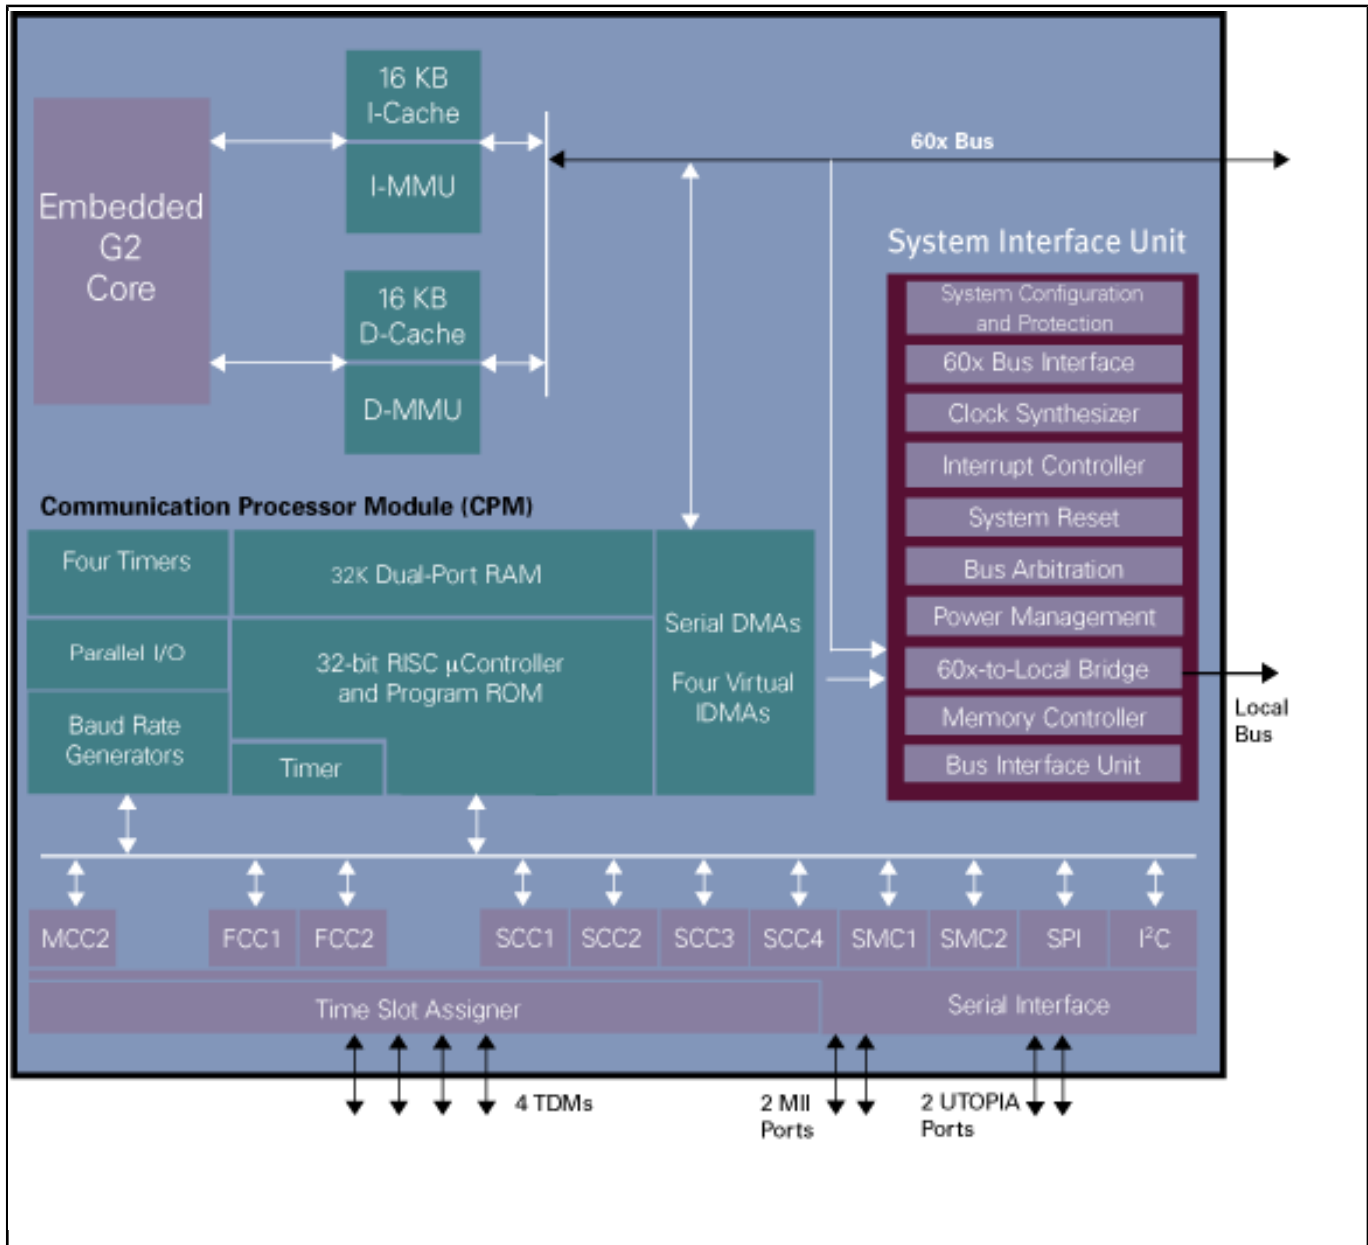 16 KB
I-Cache
I-MMU
60x Bus
Embedded
G2
Core
System Interface Unit
16 KB
D-Cache
D-MMU
System Configuration
and Protection
60x Bus Interface
Clock Synthesizer
Interrupt Controller
System Reset
Bus Arbitration
Power Management
60x-to-Local Bridge
Memory Controller
Bus Interface Unit
Local
Bus
Communication Processor Module (CPM)
Four Timers
32K Dual-Port RAM
Parallel I/O
32-bit RISC µController
and Program ROM
Baud Rate
Generators
Timer
Serial DMAs
Four Virtual
IDMAs
MCC2
FCC1
FCC2
SCC1
SCC2
SCC3
SCC4
SMC1
SMC2
SPI
I²C
Time Slot Assigner
Serial Interface
4 TDMs
2 MII
Ports
2 UTOPIA
Ports